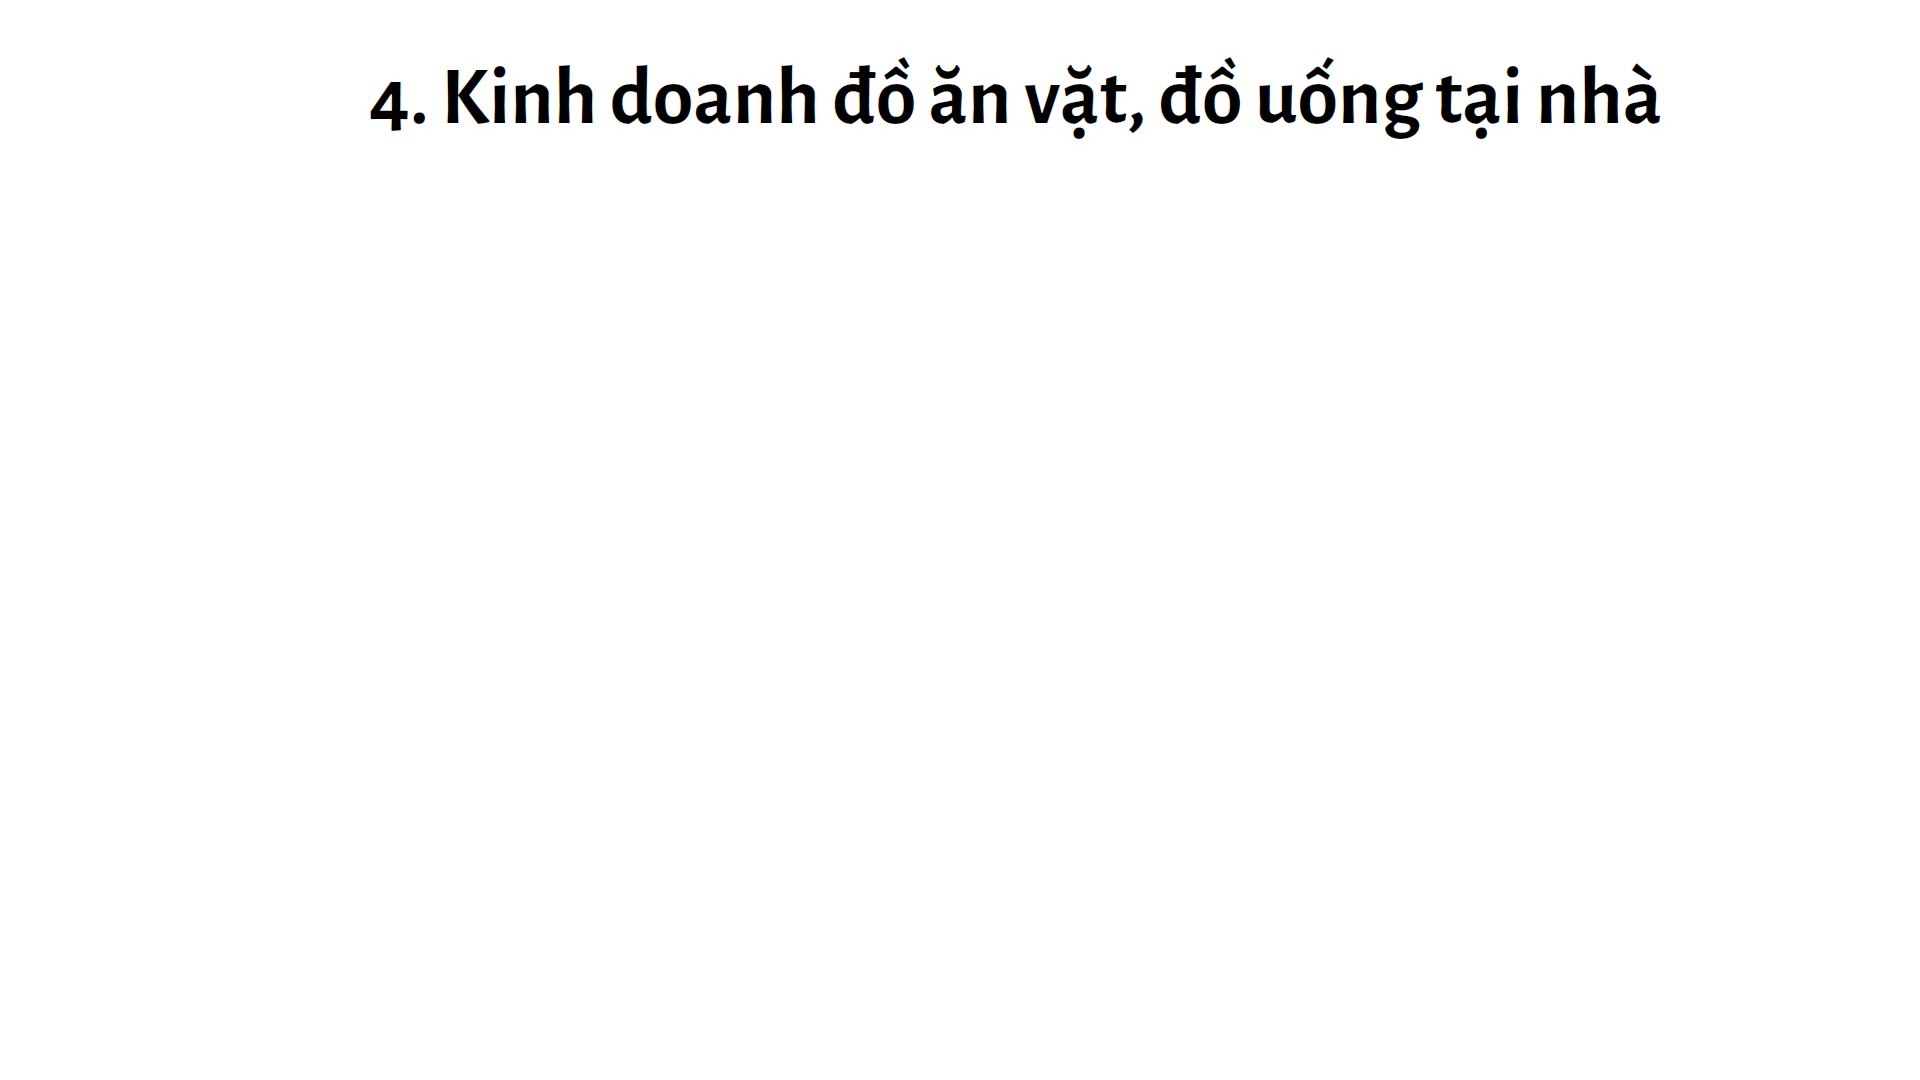 4. Kinh doanh đồ ăn vặt, đồ uống tại nhà